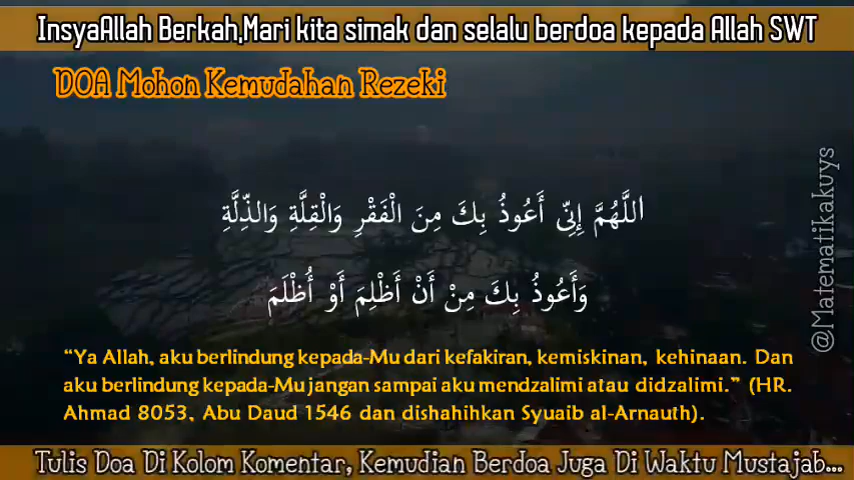 InsyaAllah Berkah,Mari kita simak dan selalu berdoa kepada Allah SWT
DOA Mohon Kemudahan Rezeki
اللَّهُمَّ إِنِّى أَعُوذُ بِكَ مِنَ الْفَقْرِ وَالْقِلَّةِ وَالذِّلَّةِ
وَأَعُوذُ بِكَ مِنْ أَنْ أَظْلِمَ أَوْ أُظْلَمَ
“Ya Allah, aku berlindung kepada-Mu dari kefakiran, kemiskinan, kehinaan. Dan
aku berlindung kepada-Mu jangan sampai aku mendzalimi atau didzalimi.” (HR.
Ahmad 8053, Abu Daud 1546 dan dishahihkan Syuaib al-Arnauth).
@Matematikakuys
Tulis Doa Di Kolom Komentar, Kemudian Berdoa Juga Di Waktu Mustajab...